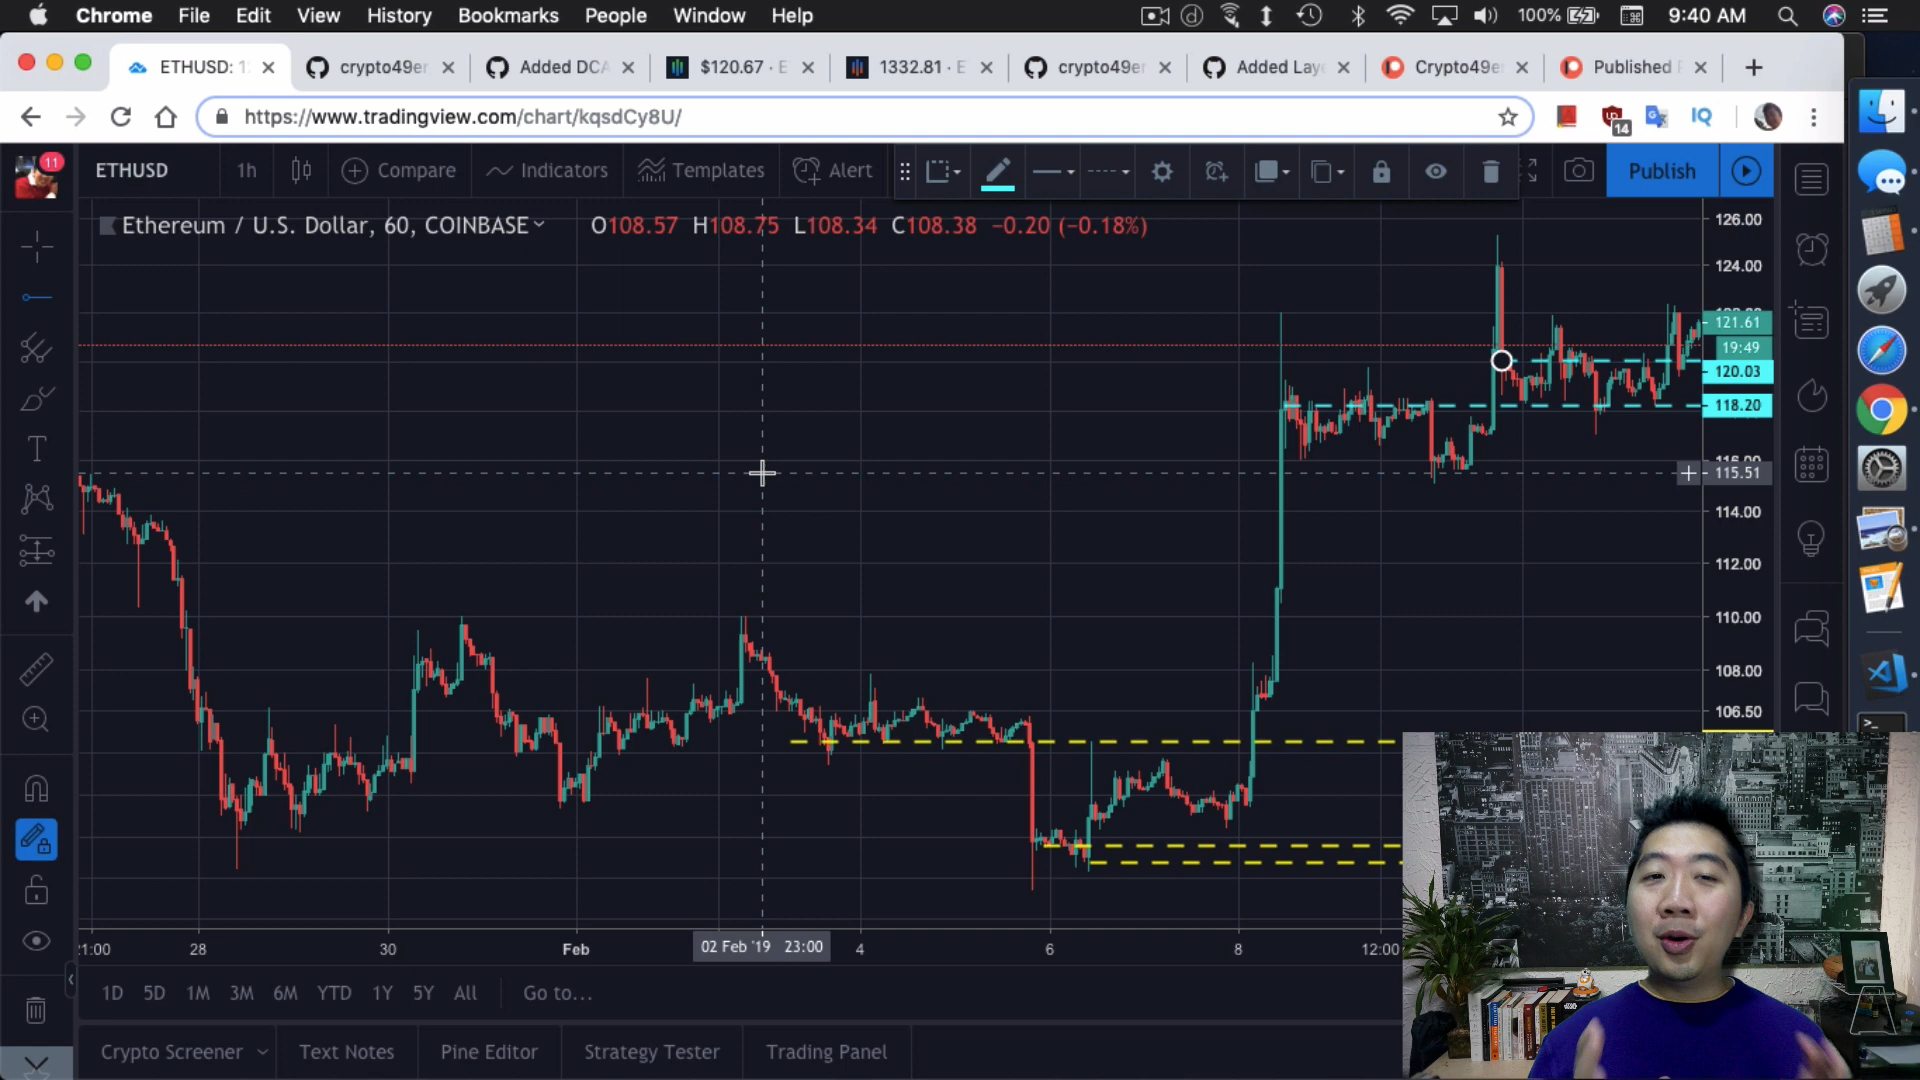 Chrome File Edit View History Bookmarks People Window Help 100% 9:40 AM
ETHUSD: 1 crypto49er Added DCA $120.67 · E 1332.81 · E crypto49er Added Lay Crypto49er Published
https://www.tradingview.com/chart/kqsdCy8U/
14
IQ
11
ETHUSD 1h Compare Indicators Templates Alert Publish
Ethereum / U.S. Dollar, 60, COINBASE O108.57 H108.75 L108.34 C108.38 −0.20 (−0.18%)
126.00
124.00
121.61
19:49
120.03
118.20
115.51
114.00
112.00
110.00
108.00
106.50
28 30 Feb 02 Feb '19 23:00 4 6 8 12:00
1D 5D 1M 3M 6M YTD 1Y 5Y All Go to...
Crypto Screener Text Notes Pine Editor Strategy Tester Trading Panel